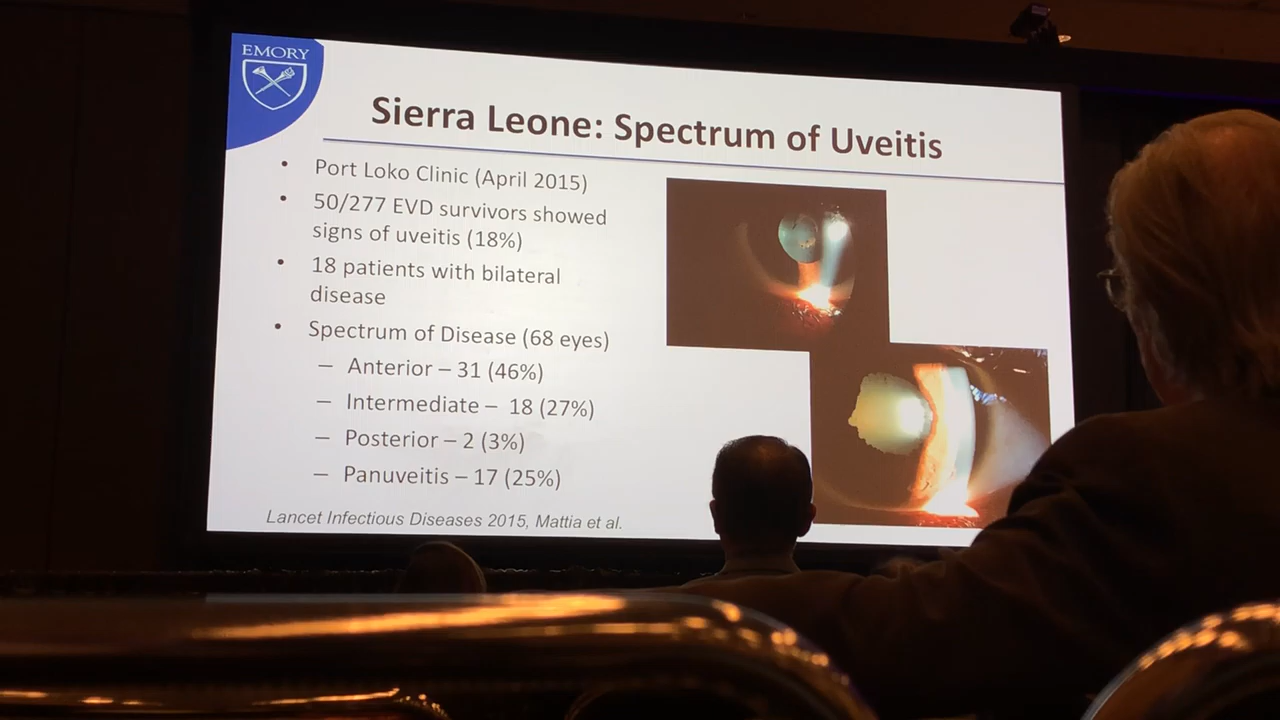 EMORY
Sierra Leone: Spectrum of Uveitis
• Port Loko Clinic (April 2015)
• 50/277 EVD survivors showed
signs of uveitis (18%)
• 18 patients with bilateral
disease
• Spectrum of Disease (68 eyes)
– Anterior – 31 (46%)
– Intermediate – 18 (27%)
– Posterior – 2 (3%)
– Panuveitis – 17 (25%)
Lancet Infectious Diseases 2015, Mattia et al.